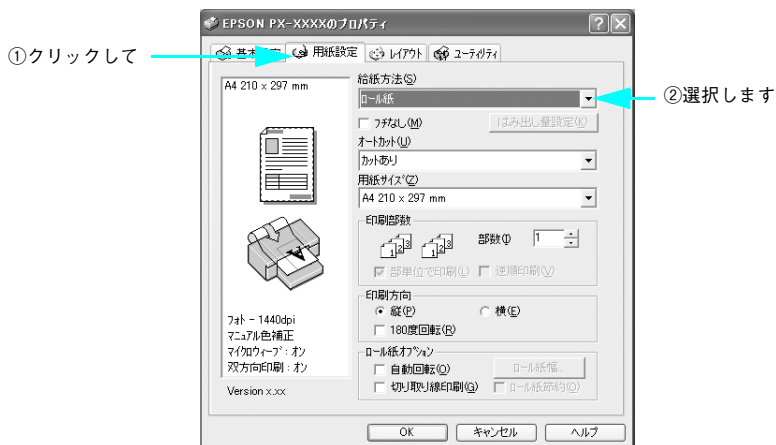 EPSON PX-XXXXのプロパティ
基本設定 用紙設定 レイアウト ユーティリティ
①クリックして
②選択します
A4 210 x 297 mm
フォト - 1440dpi
マニュアル色補正
マイクロウィーブ：オン
双方向印刷：オン
Version x.xx
給紙方法(S)
ロール紙
フチなし(M) はみ出し量設定(K)
オートカット(U)
カットあり
用紙サイズ(Z)
A4 210 x 297 mm
印刷部数
部数(I) 1
部単位で印刷(L) 逆順印刷(V)
印刷方向
縦(P) 横(E)
180度回転(R)
ロール紙オプション
自動回転(O) ロール紙幅...
切り取り線印刷(G) ロール紙節約(O)
OK キャンセル ヘルプ